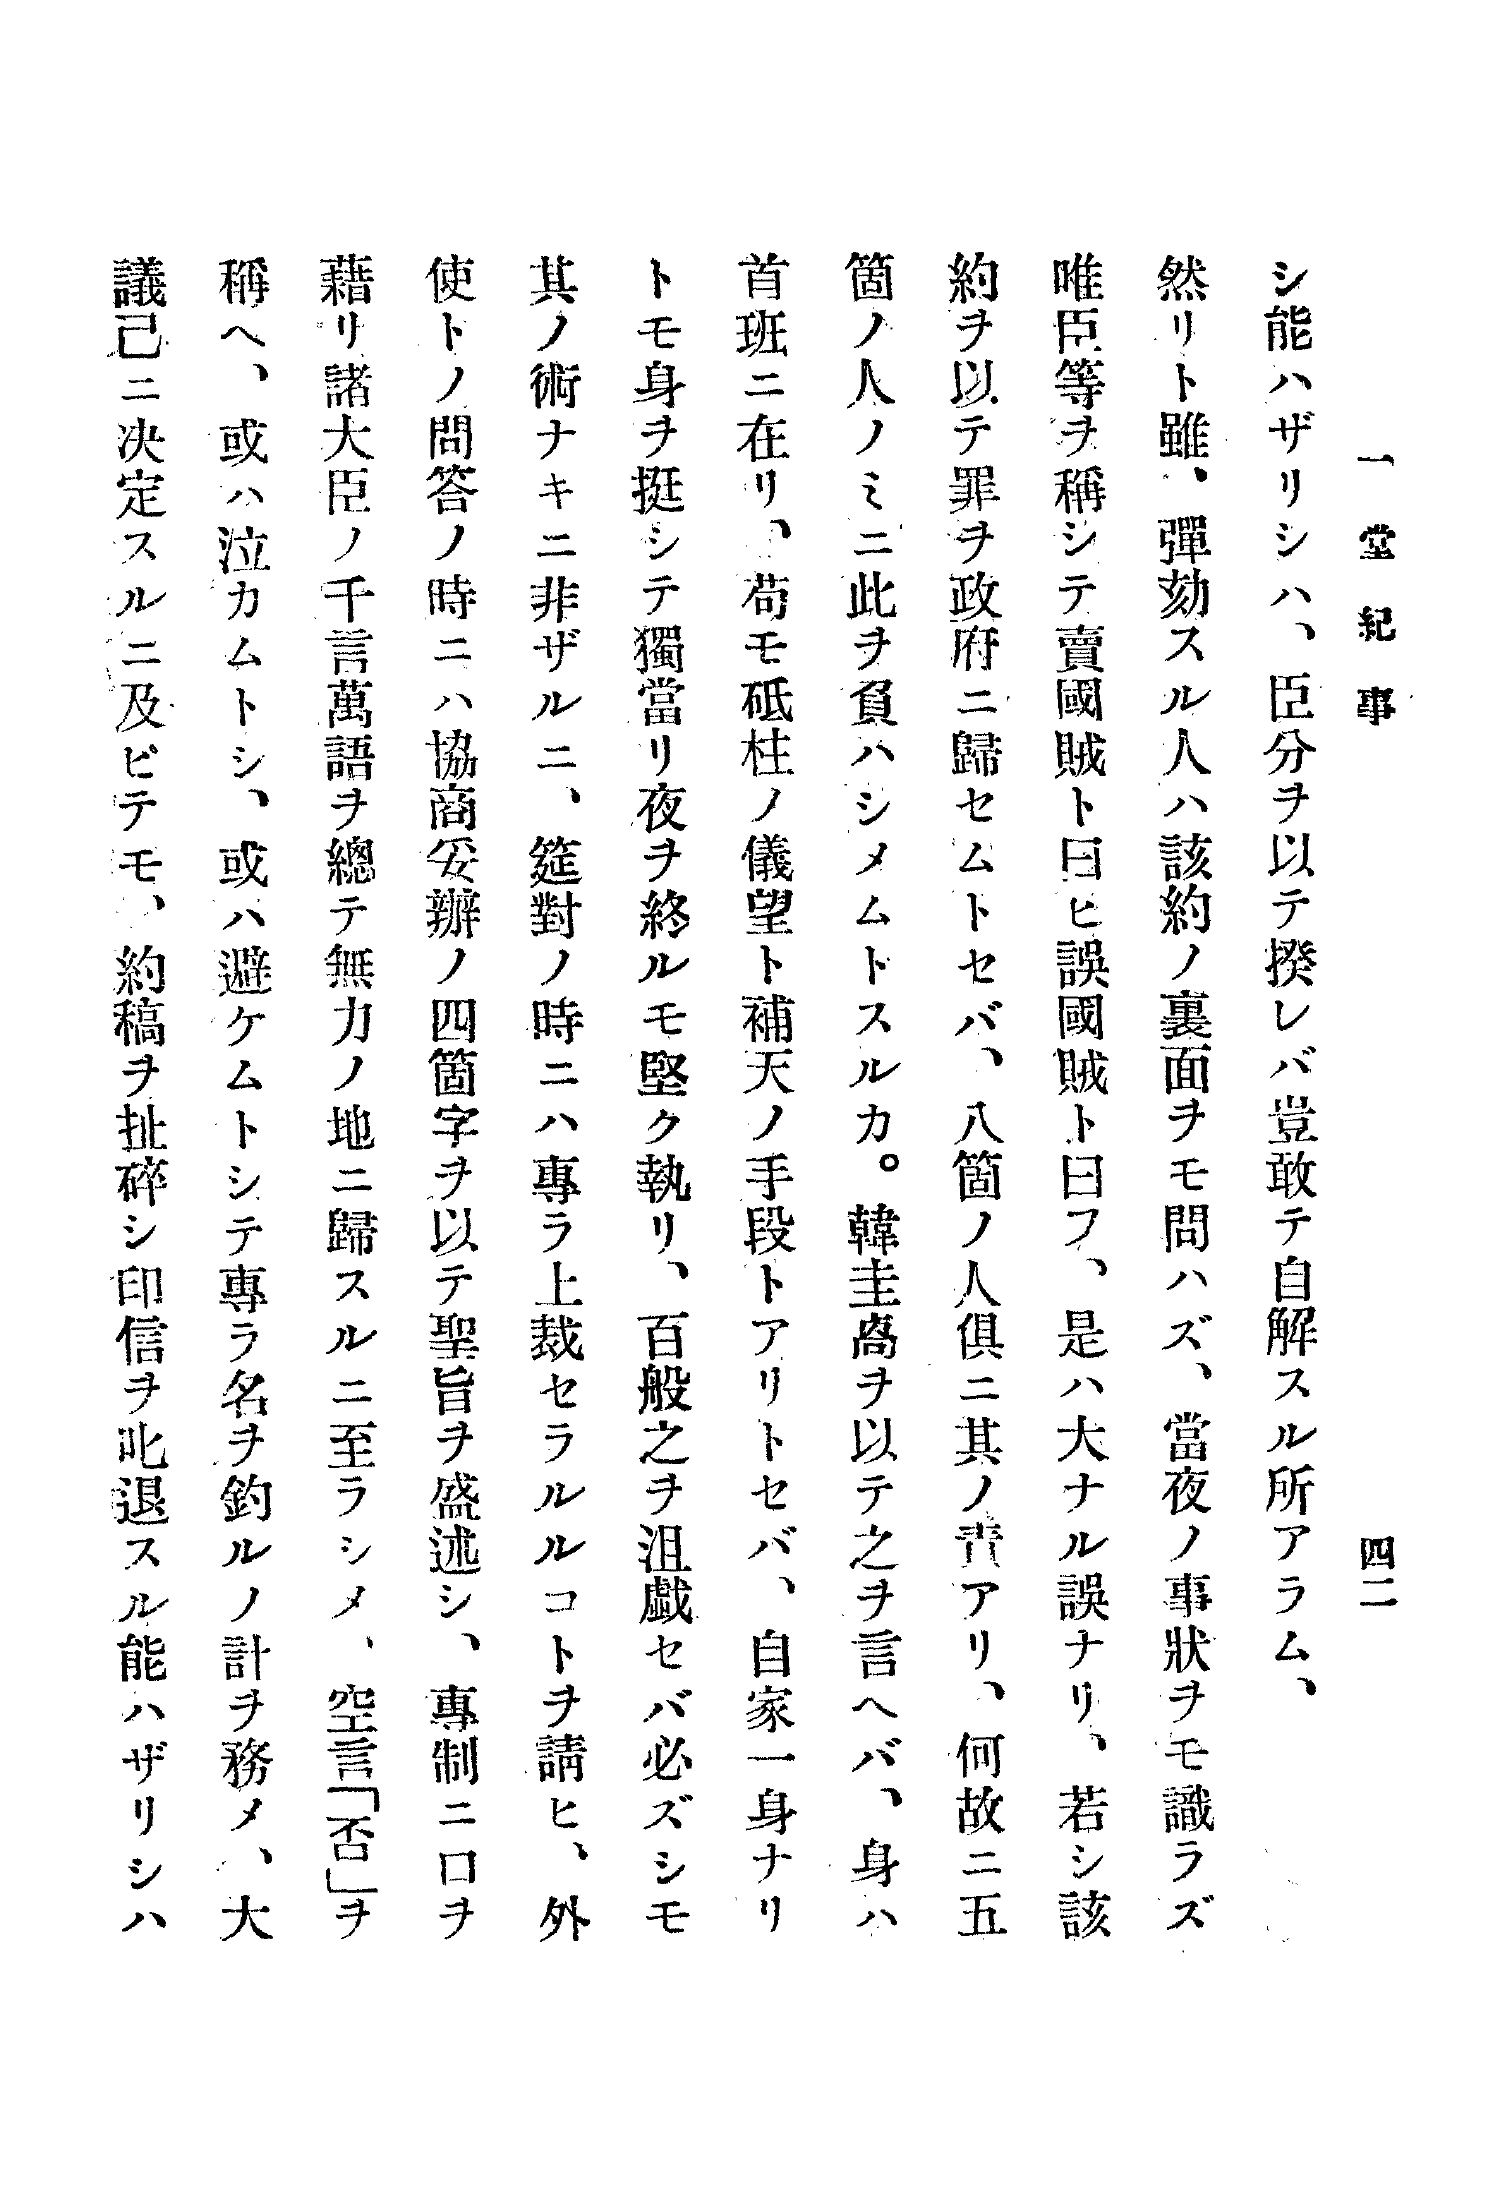 一堂紀事
四二
シ能ハザリシハ、臣分ヲ以テ揆レバ豈敢テ自解スル所アラム、
然リト雖、彈劾スル人ハ該約ノ裏面ヲモ問ハズ、當夜ノ事狀ヲモ識ラズ
唯臣等ヲ稱シテ賣國賊ト曰ヒ誤國賊ト曰フ、是ハ大ナル誤ナリ、若シ該
約ヲ以テ罪ヲ政府ニ歸セムトセバ、八箇ノ人俱ニ其ノ責アリ、何故ニ五
箇ノ人ノミニ此ヲ負ハシメムトスルカ。韓圭卨ヲ以テ之ヲ言ヘバ、身ハ
首班ニ在リ、苟モ砥柱ノ儀望ト補天ノ手段トアリトセバ、自家一身ナリ
トモ身ヲ挺シテ獨當リ夜ヲ終ルモ堅ク執リ、百般之ヲ沮戲セバ必ズシモ
其ノ術ナキニ非ザルニ、筵對ノ時ニハ專ラ上裁セラルルコトヲ請ヒ、外
使トノ問答ノ時ニハ協商妥辦ノ四箇字ヲ以テ聖旨ヲ盛述シ、專制ニ口ヲ
藉リ諸大臣ノ千言萬語ヲ總テ無力ノ地ニ歸スルニ至ラシメ、空言「否」ヲ
稱ヘ、或ハ泣カムトシ、或ハ避ケムトシテ專ラ名ヲ釣ルノ計ヲ務メ、大
議己ニ决定スルニ及ビテモ、約稿ヲ扯碎シ印信ヲ叱退スル能ハザリシハ